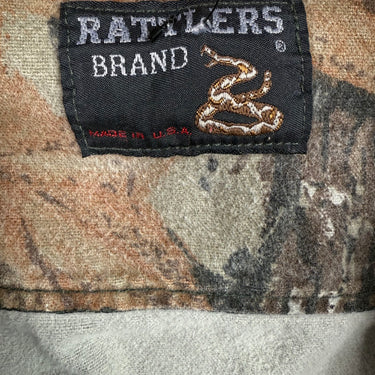 RATTLERS
BRAND ®
MADE IN U.S.A.